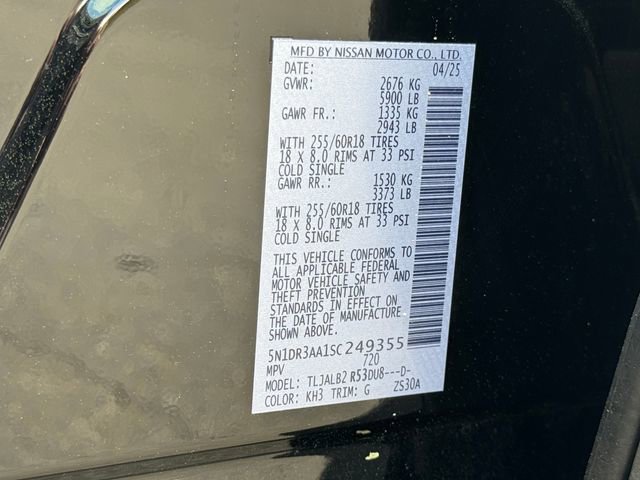 MFD BY NISSAN MOTOR CO., LTD.
DATE: 04/25
GVWR: 2676 KG
5900 LB
GAWR FR.: 1335 KG
2943 LB
WITH 255/60R18 TIRES
18 X 8.0 RIMS AT 33 PSI
COLD SINGLE
GAWR RR.: 1530 KG
3373 LB
WITH 255/60R18 TIRES
18 X 8.0 RIMS AT 33 PSI
COLD SINGLE
THIS VEHICLE CONFORMS TO
ALL APPLICABLE FEDERAL
MOTOR VEHICLE SAFETY AND
THEFT PREVENTION
STANDARDS IN EFFECT ON
THE DATE OF MANUFACTURE
SHOWN ABOVE.
5N1DR3AA1SC249355
MPV 720
MODEL: TLJALB2 R53DU8---D-
COLOR: KH3 TRIM: G ZS30A